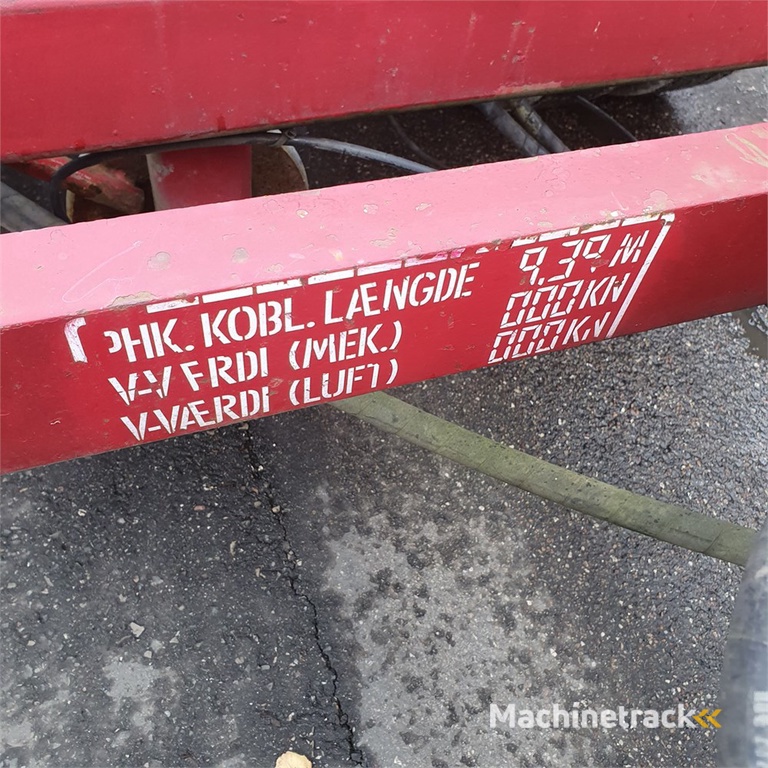 PHK. KOBL. LÆNGDE 9.39 M
V-VÆRDI (MEK.) 000 KN
V-VÆRDI (LUFT) 000 KN
Machinetrack